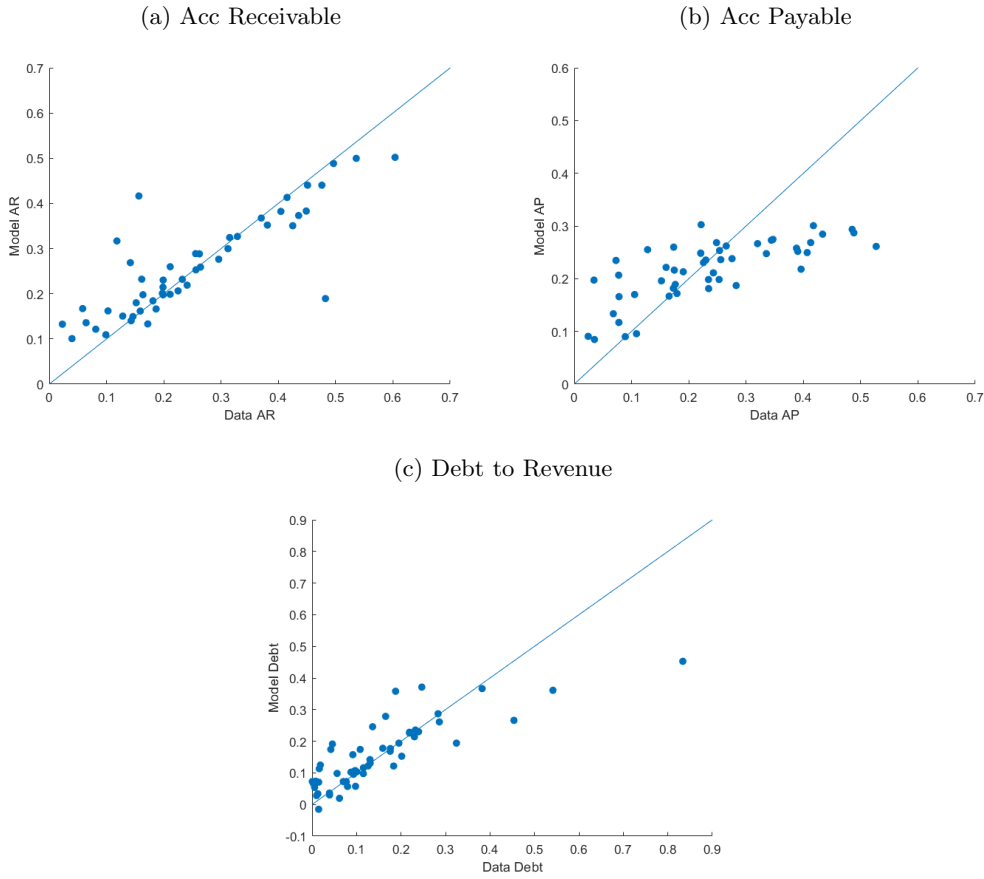 (a) Acc Receivable
0.7
0.6
0.5
0.4
0.3
0.2
0.1
0
Model AR
0 0.1 0.2 0.3 0.4 0.5 0.6 0.7
Data AR
(b) Acc Payable
0.6
0.5
0.4
0.3
0.2
0.1
0
Model AP
0 0.1 0.2 0.3 0.4 0.5 0.6 0.7
Data AP
(c) Debt to Revenue
0.9
0.8
0.7
0.6
0.5
0.4
0.3
0.2
0.1
0
-0.1
Model Debt
0 0.1 0.2 0.3 0.4 0.5 0.6 0.7 0.8 0.9
Data Debt